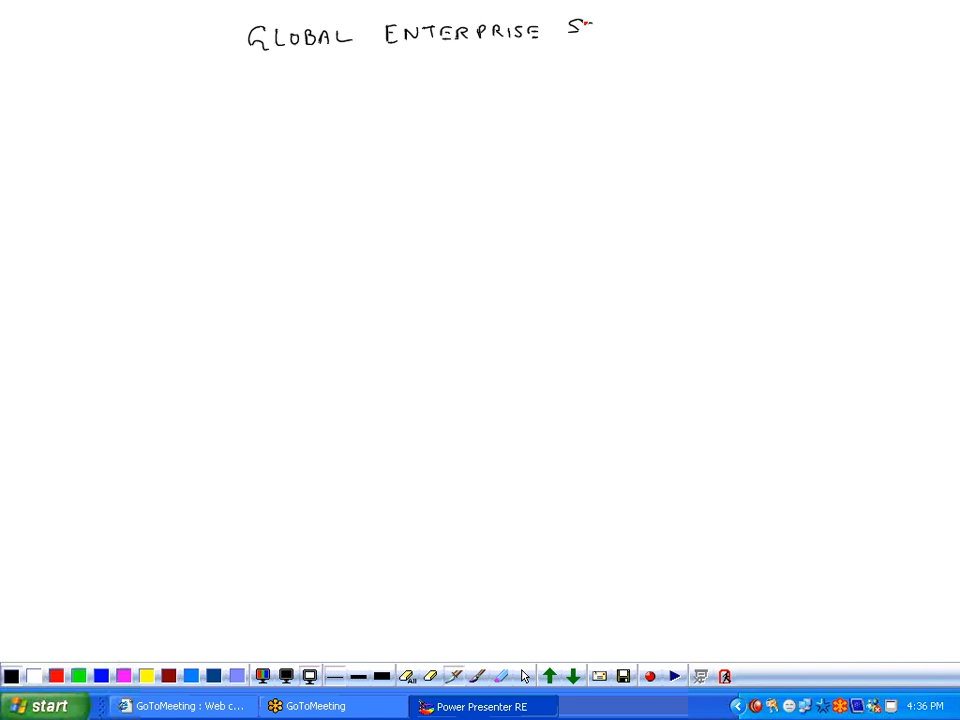 GLOBAL ENTERPRISE S
start
GoToMeeting : Web c...
GoToMeeting
Power Presenter RE
4:36 PM